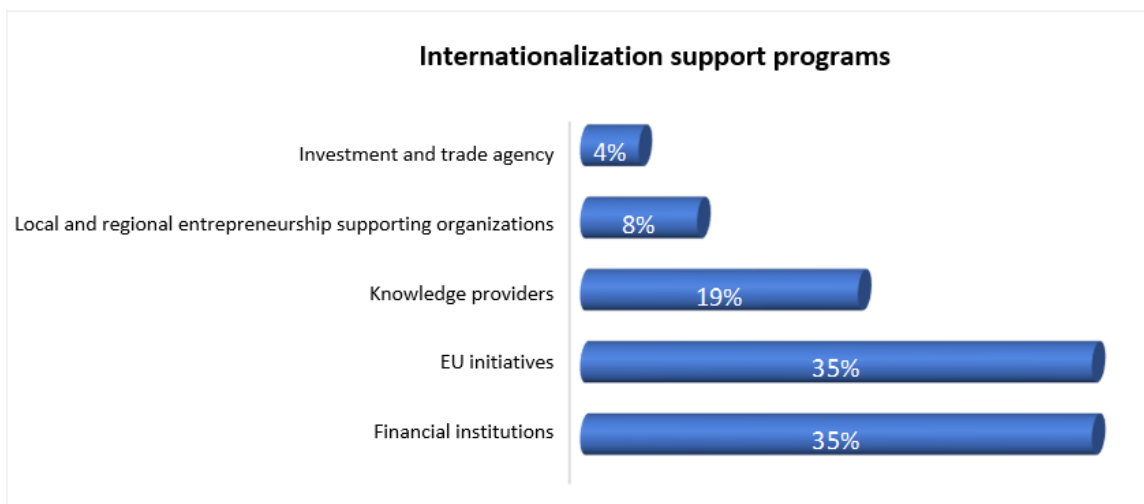 Internationalization support programs
Investment and trade agency
4%
Local and regional entrepreneurship supporting organizations
8%
Knowledge providers
19%
EU initiatives
35%
Financial institutions
35%